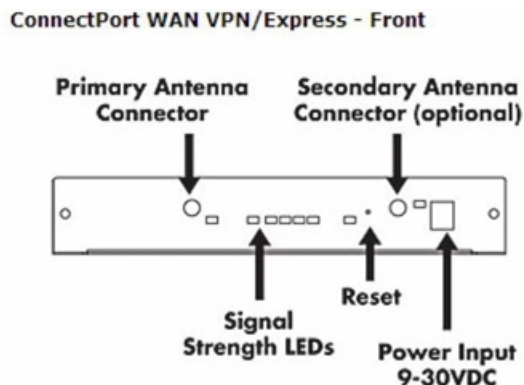 ConnectPort WAN VPN/Express - Front
Primary Antenna
Connector
Secondary Antenna
Connector (optional)
Reset
Signal
Strength LEDs
Power Input
9-30VDC